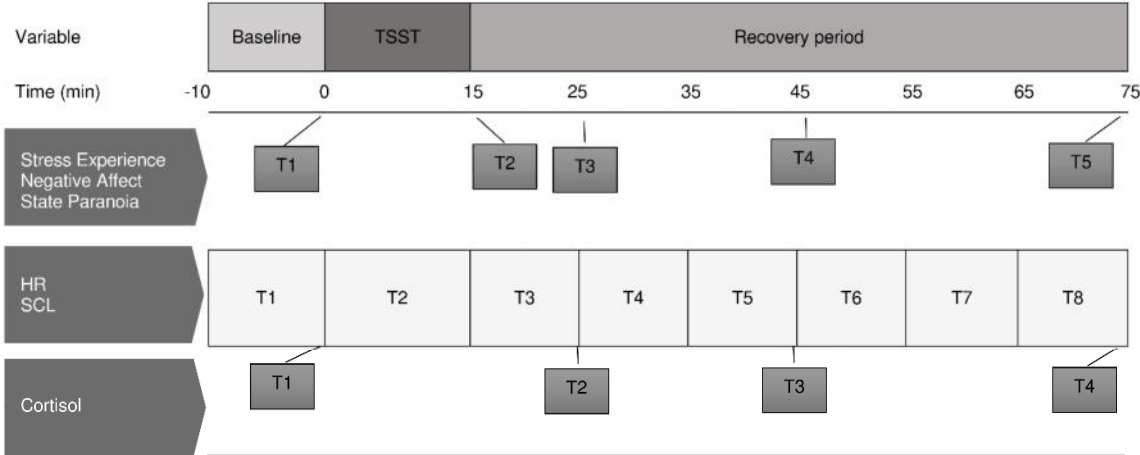 Variable Baseline TSST Recovery period
Time (min) -10 0 15 25 35 45 55 65 75
Stress Experience
Negative Affect
State Paranoia
T1 T2 T3 T4 T5
HR
SCL
T1 T2 T3 T4 T5 T6 T7 T8
Cortisol
T1 T2 T3 T4